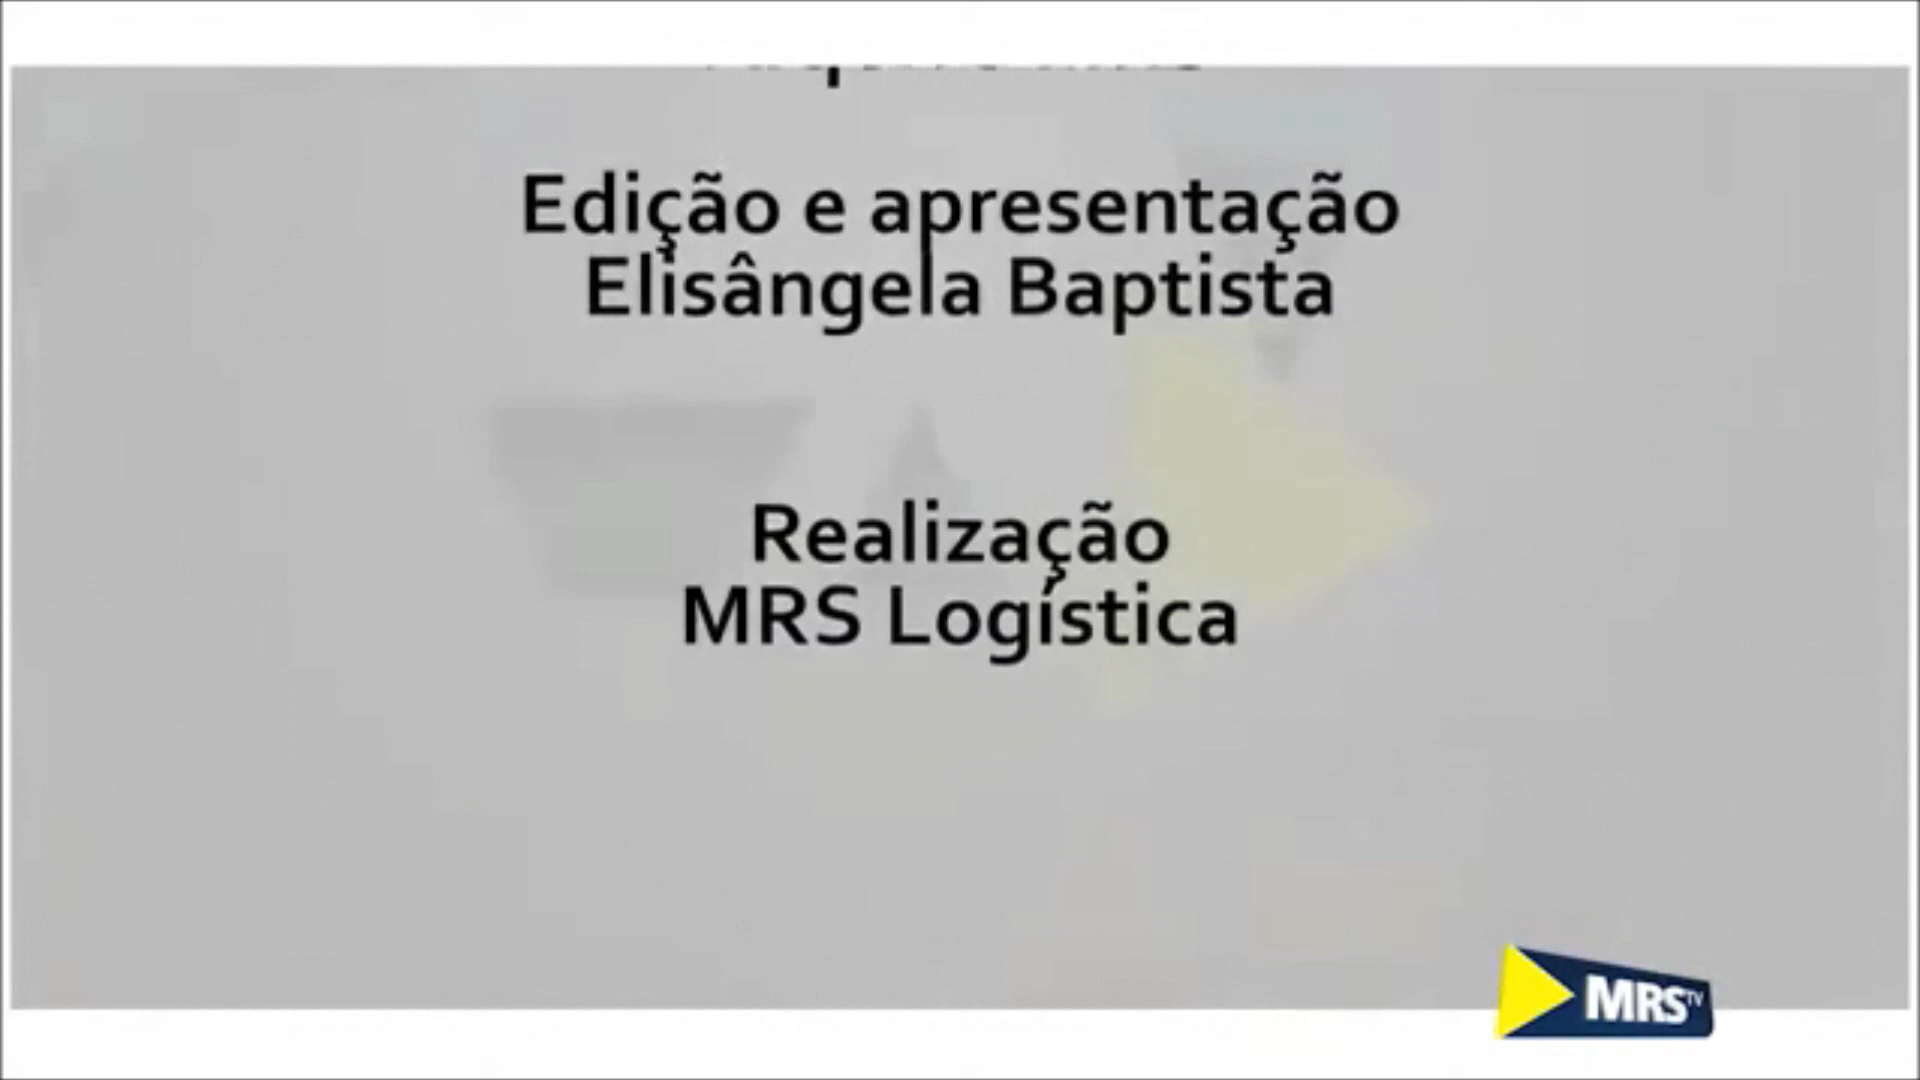 Edição e apresentação
Elisângela Baptista
Realização
MRS Logística
MRS TV